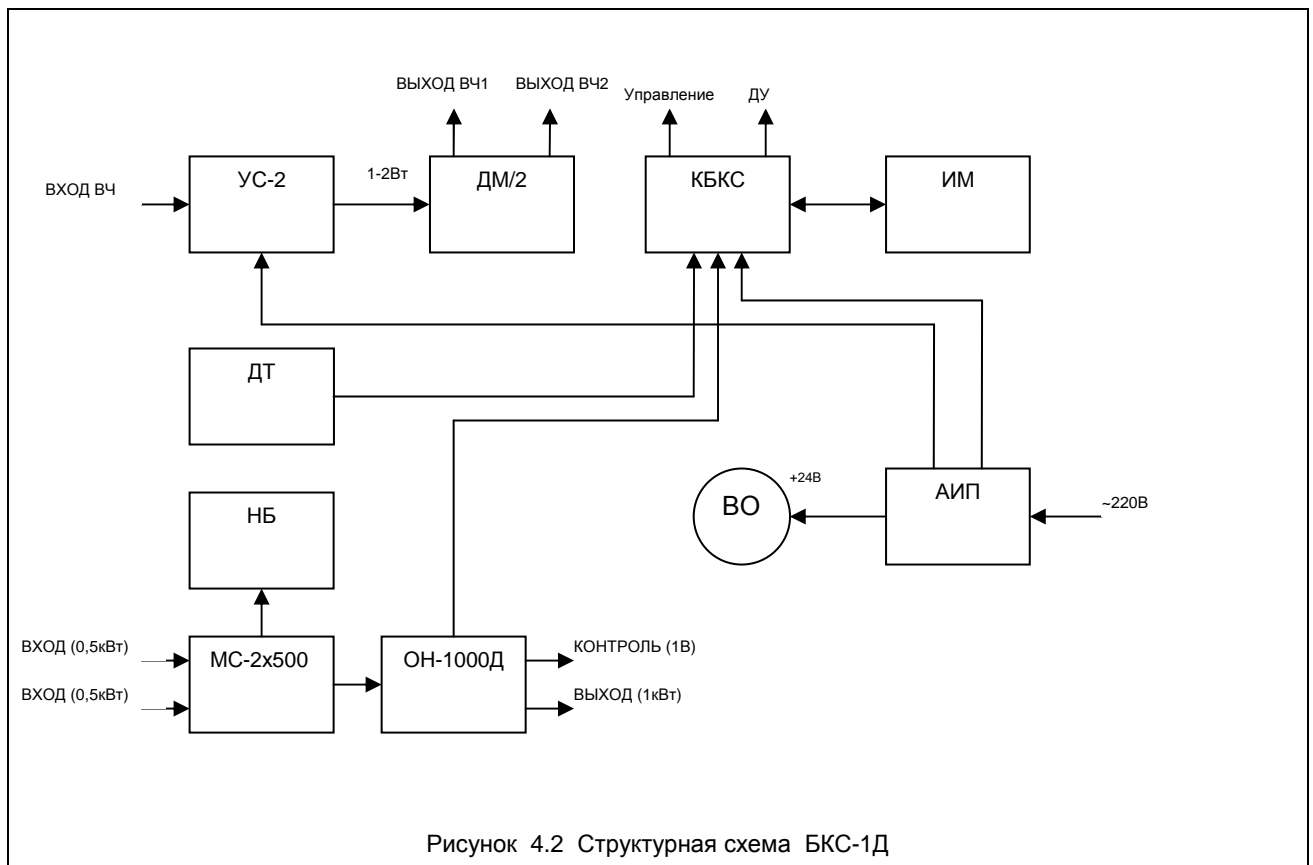 ВЫХОД ВЧ1
ВЫХОД ВЧ2
Управление
ДУ
ВХОД ВЧ
УС-2
1-2Вт
ДМ/2
КБКС
ИМ
ДТ
НБ
ВО
+24В
АИП
~220В
ВХОД (0,5кВт)
ВХОД (0,5кВт)
МС-2х500
ОН-1000Д
КОНТРОЛЬ (1В)
ВЫХОД (1кВт)
Рисунок 4.2 Структурная схема БКС-1Д